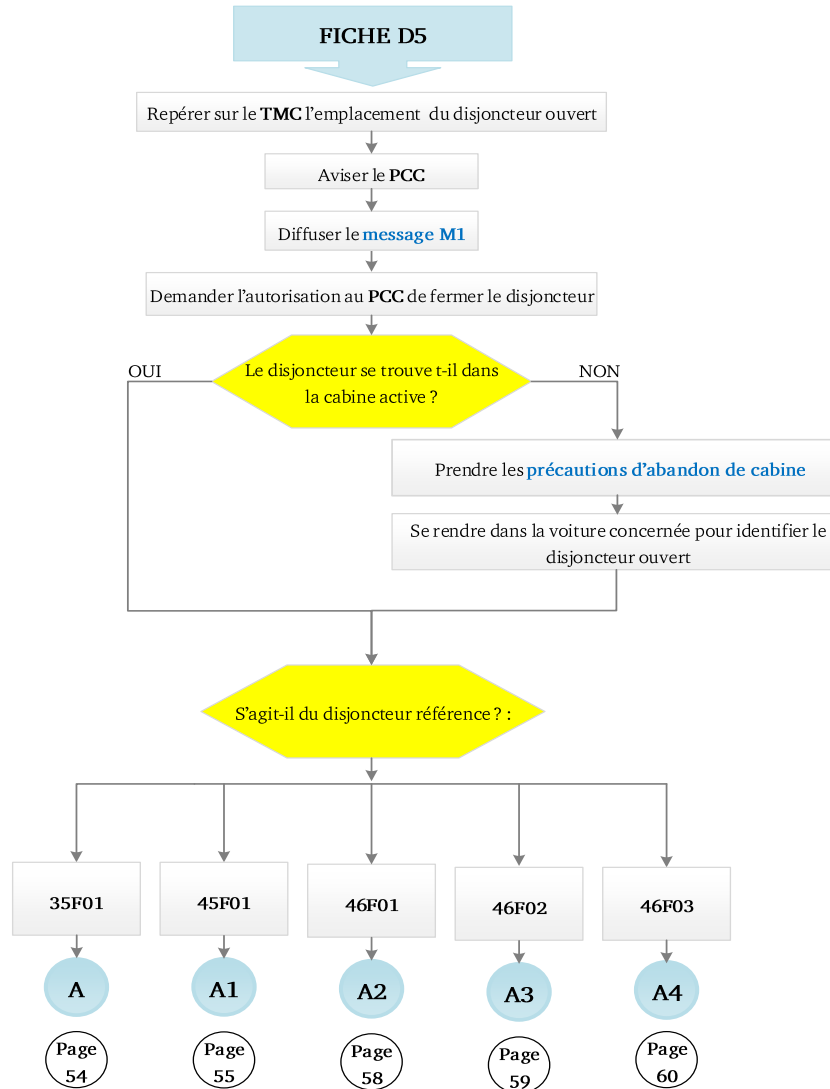 FICHE D5
Repérer sur le TMC l'emplacement du disjoncteur ouvert
Aviser le PCC
Diffuser le message M1
Demander l'autorisation au PCC de fermer le disjoncteur
Le disjoncteur se trouve t-il dans
la cabine active ?
OUI
NON
Prendre les précautions d'abandon de cabine
Se rendre dans la voiture concernée pour identifier le
disjoncteur ouvert
S'agit-il du disjoncteur référence ? :
35F01
45F01
46F01
46F02
46F03
A
A1
A2
A3
A4
Page
54
Page
55
Page
58
Page
59
Page
60